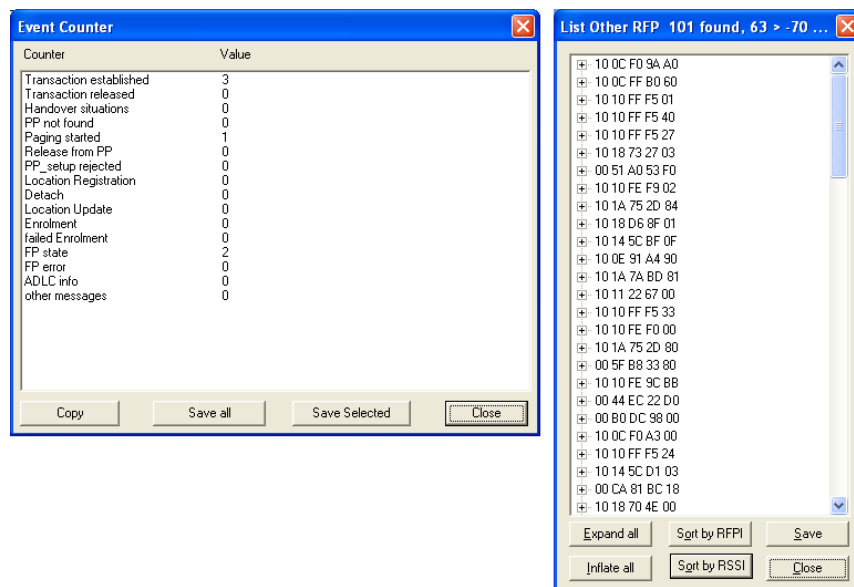 Event Counter
Counter Value
Transaction established 3
Transaction released 0
Handover situations 0
PP not found 0
Paging started 1
Release from PP 0
PP_setup rejected 0
Location Registration 0
Detach 0
Location Update 0
Enrolment 0
failed Enrolment 0
FP state 2
FP error 0
ADLC info 0
other messages 0
Copy Save all Save Selected Close
List Other RFP 101 found, 63 > -70 ...
10 0C F0 9A A0
10 0C FF B0 60
10 10 FF F5 01
10 10 FF F5 40
10 10 FF F5 27
10 18 73 27 03
00 51 A0 53 F0
10 10 FE F9 02
10 1A 75 2D 84
10 18 D6 8F 01
10 14 5C BF 0F
10 0E 91 A4 90
10 1A 7A BD 81
10 11 22 67 00
10 10 FF F5 33
10 10 FE F0 00
10 1A 75 2D 80
00 5F B8 33 80
10 10 FE 9C BB
00 44 EC 22 D0
00 B0 DC 98 00
10 0C F0 A3 00
10 10 FF F5 24
10 14 5C D1 03
00 CA 81 BC 18
10 18 70 4E 00
Expand all Sort by RFPI Save
Inflate all Sort by RSSI Close